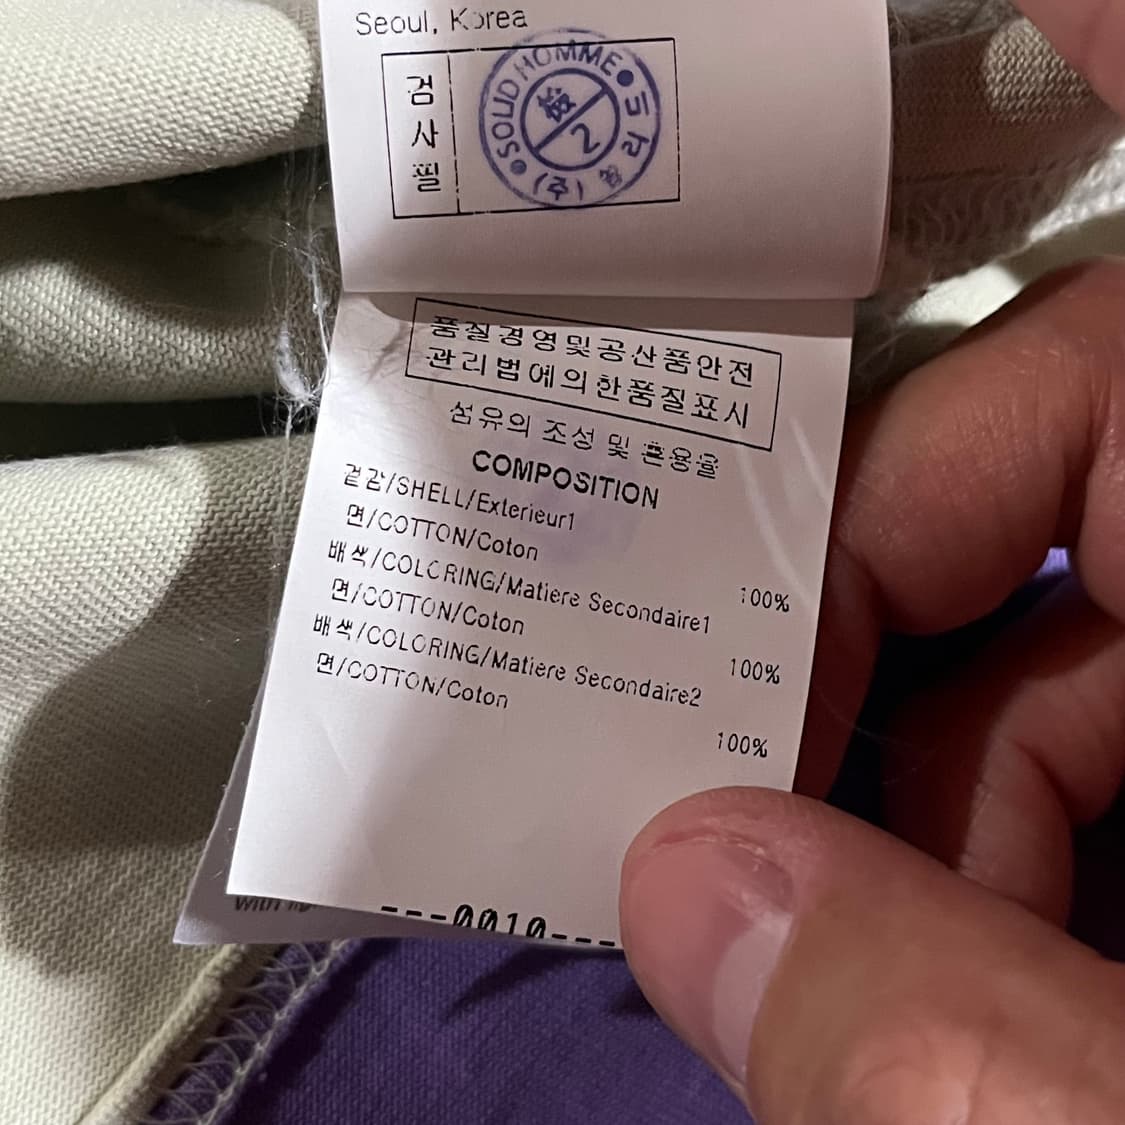 Seoul, Korea
검사필
SOLID HOMME
(주)
2
품질경영및공산품안전
관리법에의한품질표시
섬유의 조성 및 혼용율
COMPOSITION
겉감/SHELL/Exterieur1
면/COTTON/Coton 100%
배색/COLORING/Matiere Secondaire1
면/COTTON/Coton 100%
배색/COLORING/Matiere Secondaire2
면/COTTON/Coton 100%
with
---0010---